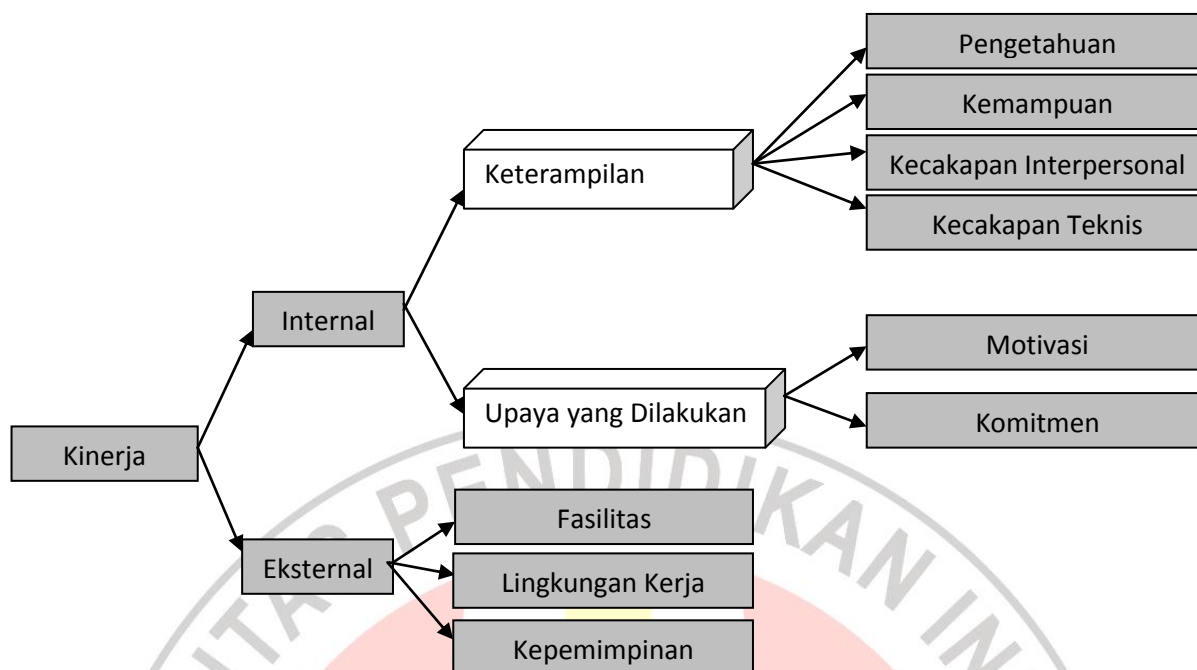 Pengetahuan
Kemampuan
Kecakapan Interpersonal
Kecakapan Teknis
Keterampilan
Internal
Motivasi
Upaya yang Dilakukan
Komitmen
Kinerja
Fasilitas
Eksternal
Lingkungan Kerja
Kepemimpinan
PENDIDIKAN